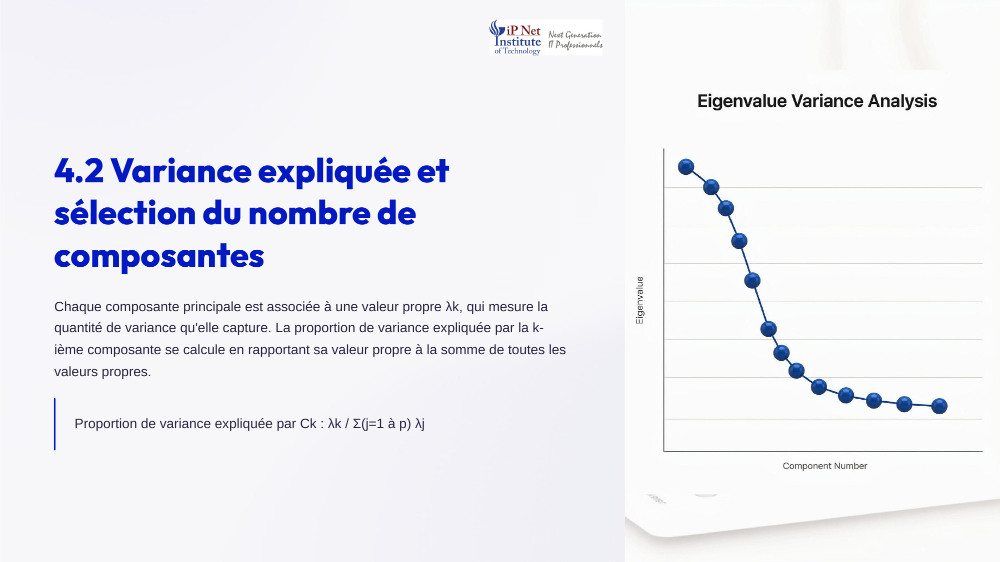 iP Net
Institute
of Technology
Next Generation
IT Professionnels
4.2 Variance expliquée et
sélection du nombre de
composantes
Chaque composante principale est associée à une valeur propre λk, qui mesure la
quantité de variance qu'elle capture. La proportion de variance expliquée par la k-
ième composante se calcule en rapportant sa valeur propre à la somme de toutes les
valeurs propres.
Proportion de variance expliquée par Ck : λk / Σ(j=1 à p) λj
Eigenvalue Variance Analysis
Eigenvalue
Component Number